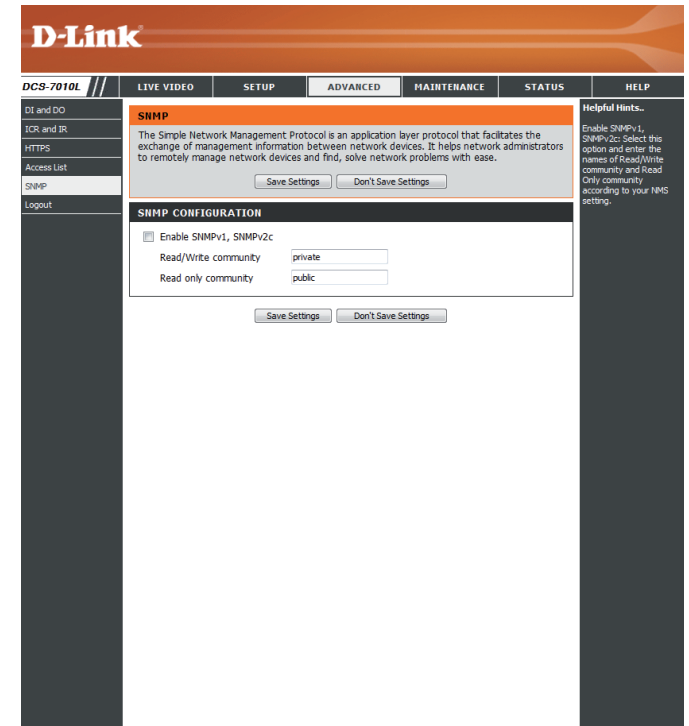 D-Link
DCS-7010L
LIVE VIDEO
SETUP
ADVANCED
MAINTENANCE
STATUS
HELP
DI and DO
ICR and IR
HTTPS
Access List
SNMP
Logout
SNMP
The Simple Network Management Protocol is an application layer protocol that facilitates the
exchange of management information between network devices. It helps network administrators
to remotely manage network devices and find, solve network problems with ease.
Save Settings
Don't Save Settings
SNMP CONFIGURATION
Enable SNMPv1, SNMPv2c
Read/Write community
private
Read only community
public
Save Settings
Don't Save Settings
Helpful Hints..
Enable SNMPv1,
SNMPv2c: Select this
option and enter the
names of Read/Write
community and Read
Only community
according to your NMS
setting.